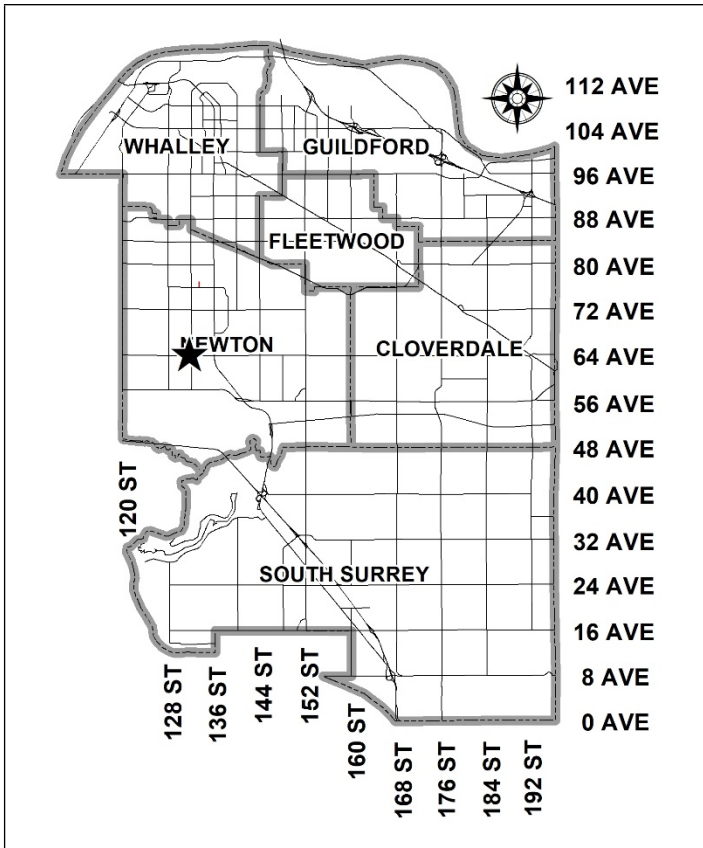 112 AVE
104 AVE
WHALLEY
GUILDFORD
96 AVE
88 AVE
FLEETWOOD
80 AVE
72 AVE
NEWTON
CLOVERDALE
64 AVE
56 AVE
48 AVE
120 ST
40 AVE
32 AVE
SOUTH SURREY
24 AVE
16 AVE
128 ST
136 ST
144 ST
152 ST
8 AVE
160 ST
0 AVE
168 ST
176 ST
184 ST
192 ST